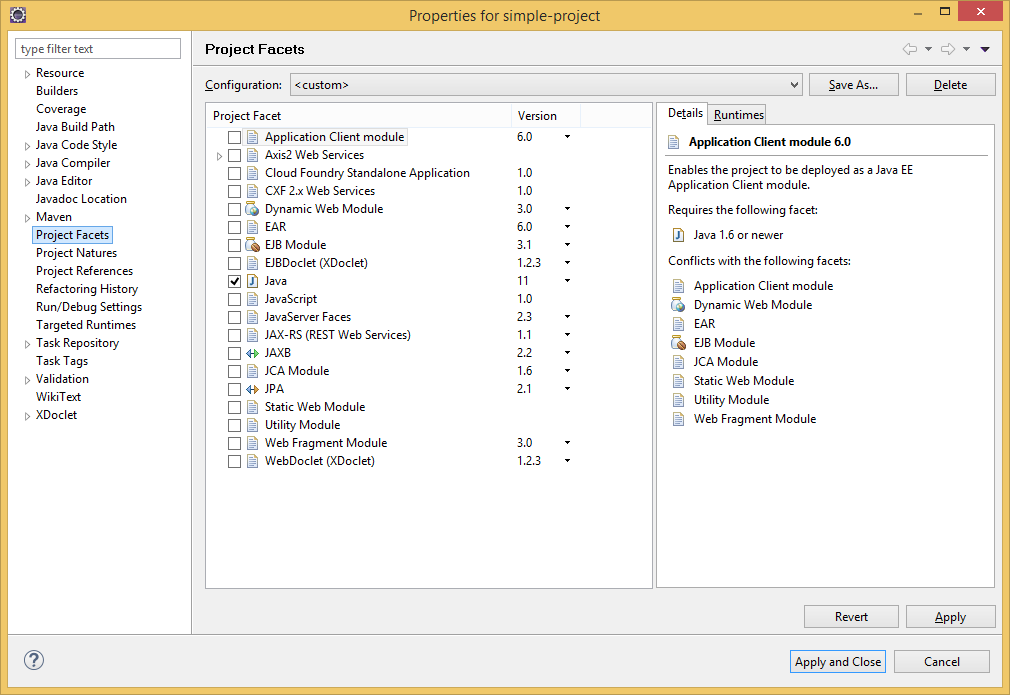 Properties for simple-project
type filter text
Resource
Builders
Coverage
Java Build Path
Java Code Style
Java Compiler
Java Editor
Javadoc Location
Maven
Project Facets
Project Natures
Project References
Refactoring History
Run/Debug Settings
Targeted Runtimes
Task Repository
Task Tags
Validation
WikiText
XDoclet
Project Facets
Configuration: <custom> Save As... Delete
Project Facet Version
Application Client module 6.0
Axis2 Web Services
Cloud Foundry Standalone Application 1.0
CXF 2.x Web Services 1.0
Dynamic Web Module 3.0
EAR 6.0
EJB Module 3.1
EJBDoclet (XDoclet) 1.2.3
Java 11
JavaScript 1.0
JavaServer Faces 2.3
JAX-RS (REST Web Services) 1.1
JAXB 2.2
JCA Module 1.6
JPA 2.1
Static Web Module
Utility Module
Web Fragment Module 3.0
WebDoclet (XDoclet) 1.2.3
Details Runtimes
Application Client module 6.0
Enables the project to be deployed as a Java EE
Application Client module.
Requires the following facet:
Java 1.6 or newer
Conflicts with the following facets:
Application Client module
Dynamic Web Module
EAR
EJB Module
JCA Module
Static Web Module
Utility Module
Web Fragment Module
Revert Apply
? Apply and Close Cancel